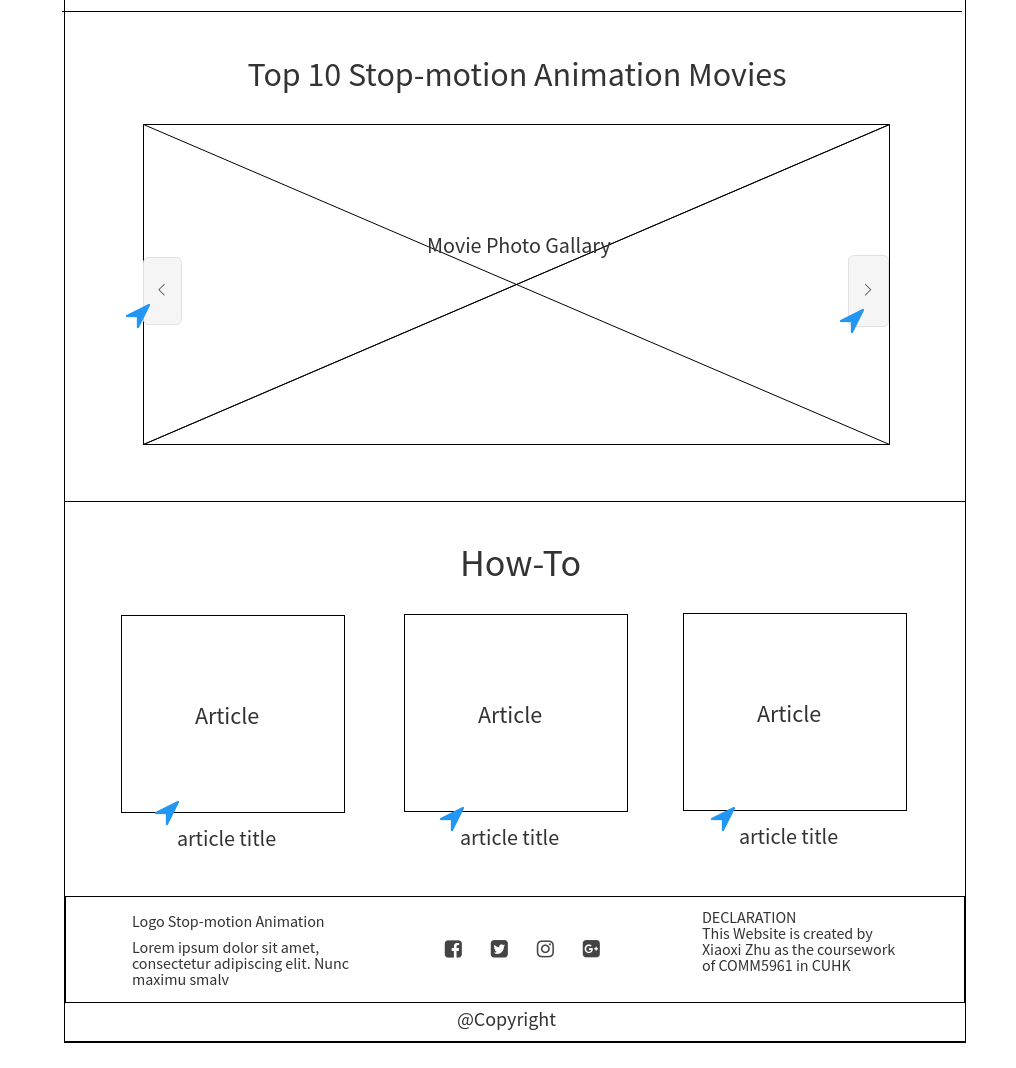 Top 10 Stop-motion Animation Movies
Movie Photo Gallary
How-To
Article
Article
Article
article title
article title
article title
Logo Stop-motion Animation
Lorem ipsum dolor sit amet,
consectetur adipiscing elit. Nunc
maximu smalv
DECLARATION
This Website is created by
Xiaoxi Zhu as the coursework
of COMM5961 in CUHK
@Copyright